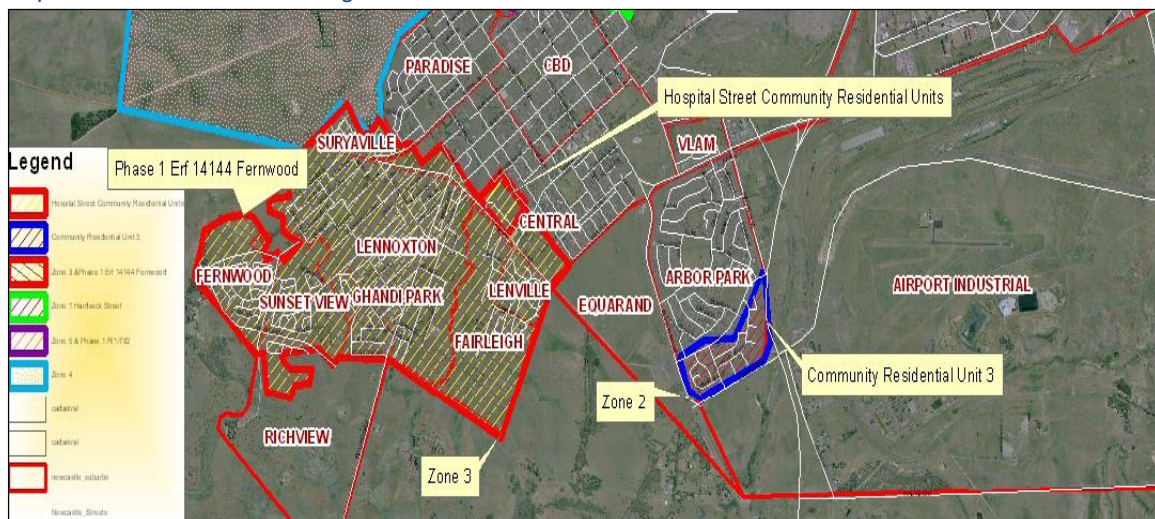 PARADISE
CBD
Hospital Street Community Residential Units
SURYAVILLE
VLAM
Legend
Phase 1 Erf 14144 Fernwood
Hospital Street Community Residential Units
Community Residential Unit 3
Zone 3 &Phase 1 Erf 14144 Fernwood
Zone 1 Hardwick Street
Zone 5 & Phase 1 R/1/782
Zone 4
cadastral
cadastral
newcastle_suburbs
Newcastle_Streets
CENTRAL
LENNOXTON
FERNWOOD
SUNSET VIEW
GHANDI PARK
LENVILLE
EQUARAND
ARBOR PARK
AIRPORT INDUSTRIAL
FAIRLEIGH
Community Residential Unit 3
Zone 2
RICHVIEW
Zone 3